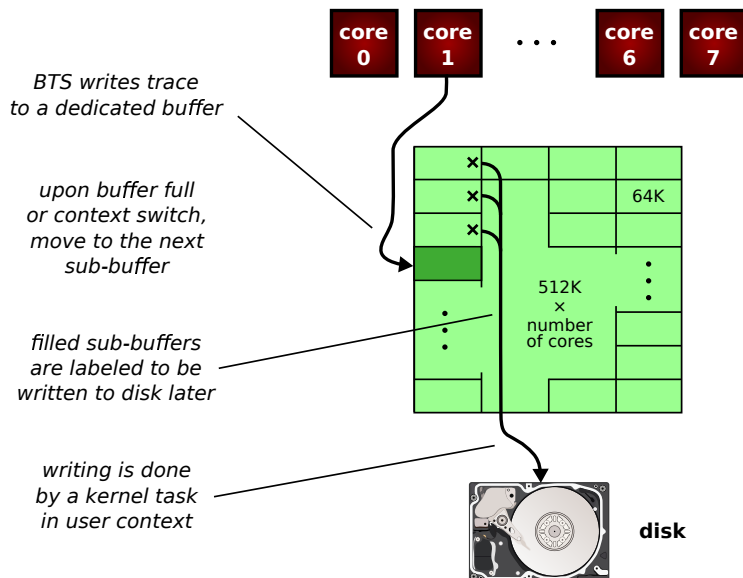 core
0
core
1
. . .
core
6
core
7
BTS writes trace
to a dedicated buffer
upon buffer full
or context switch,
move to the next
sub-buffer
filled sub-buffers
are labeled to be
written to disk later
writing is done
by a kernel task
in user context
×
×
×
64K
512K
×
number
of cores
disk